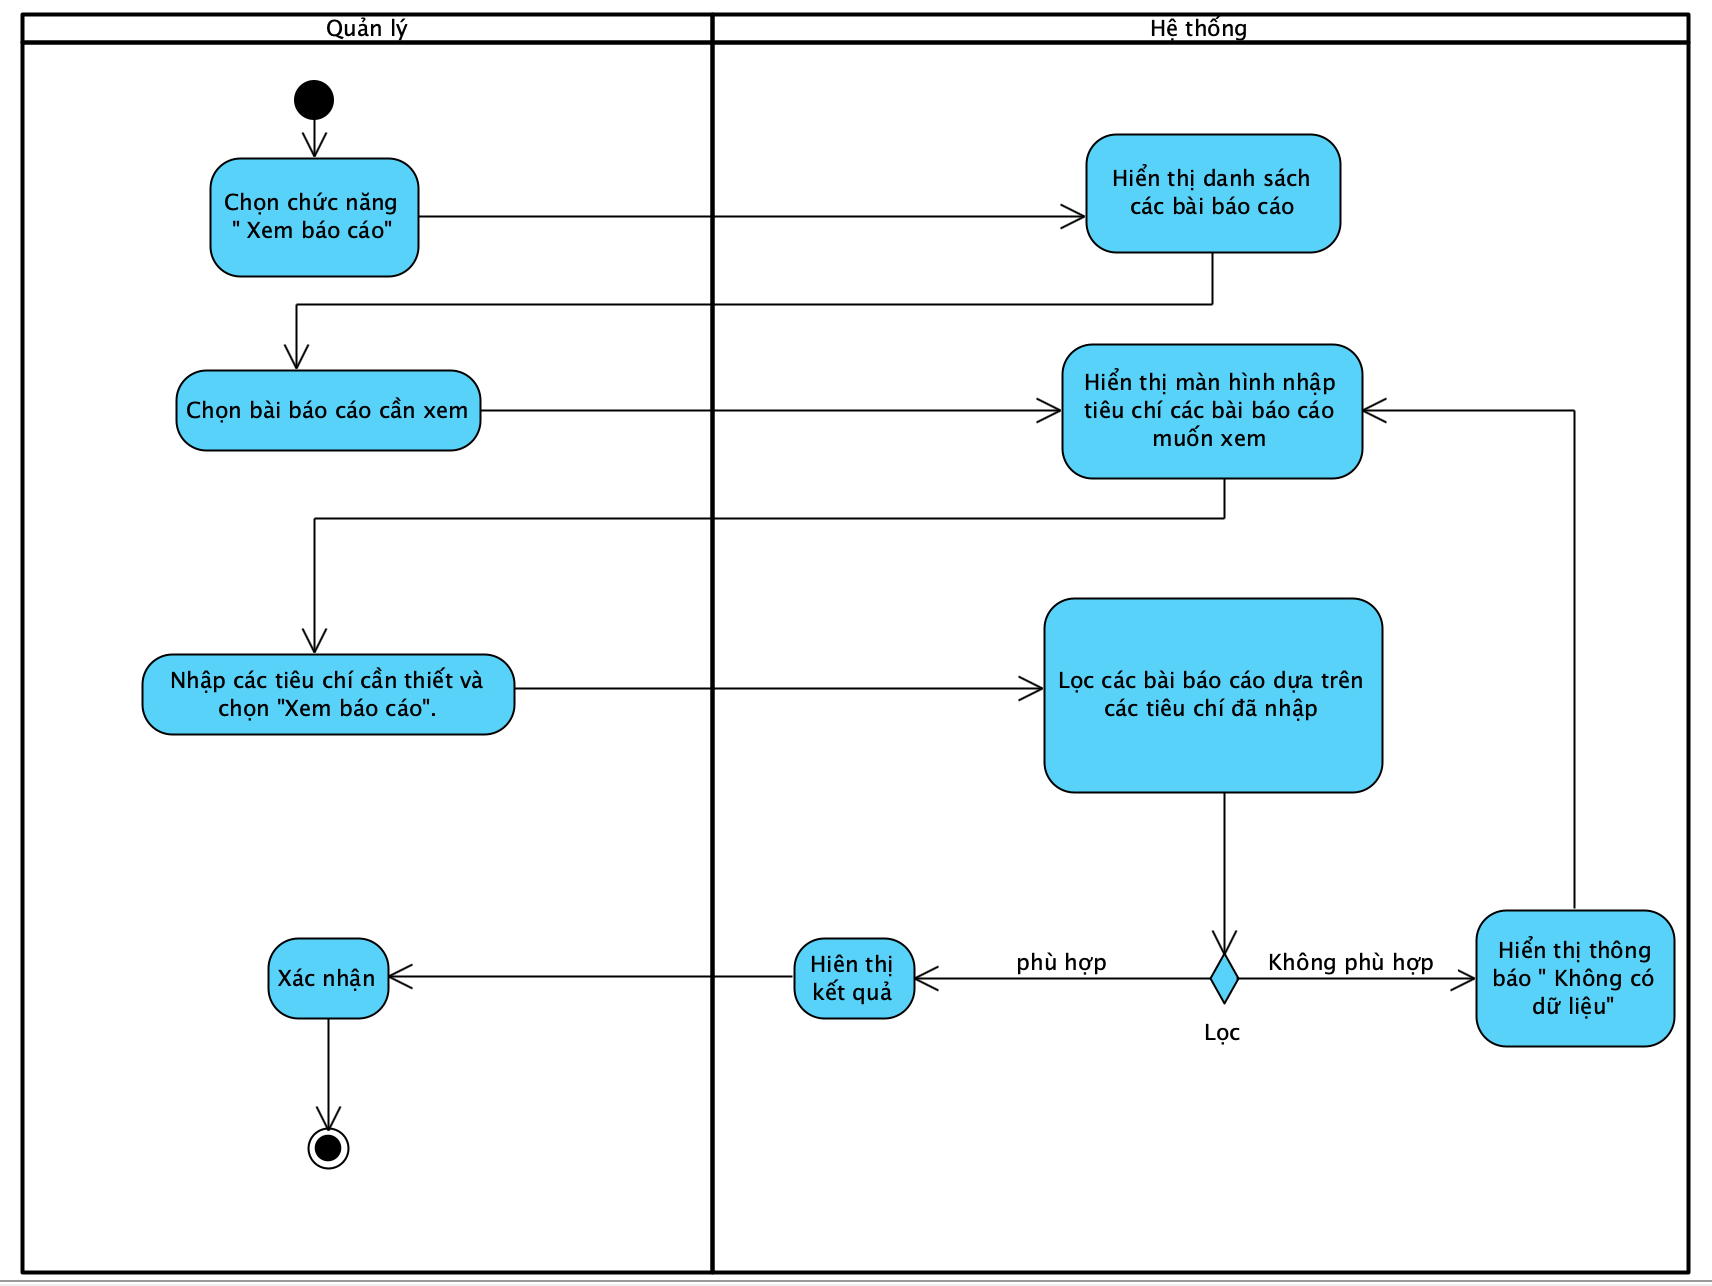 Quản lý
Hệ thống
Chọn chức năng
" Xem báo cáo"
Hiển thị danh sách
các bài báo cáo
Chọn bài báo cáo cần xem
Hiển thị màn hình nhập
tiêu chí các bài báo cáo
muốn xem
Nhập các tiêu chí cần thiết và
chọn "Xem báo cáo".
Lọc các bài báo cáo dựa trên
các tiêu chí đã nhập
Xác nhận
Hiên thị
kết quả
phù hợp
Lọc
Không phù hợp
Hiển thị thông
báo " Không có
dữ liệu"